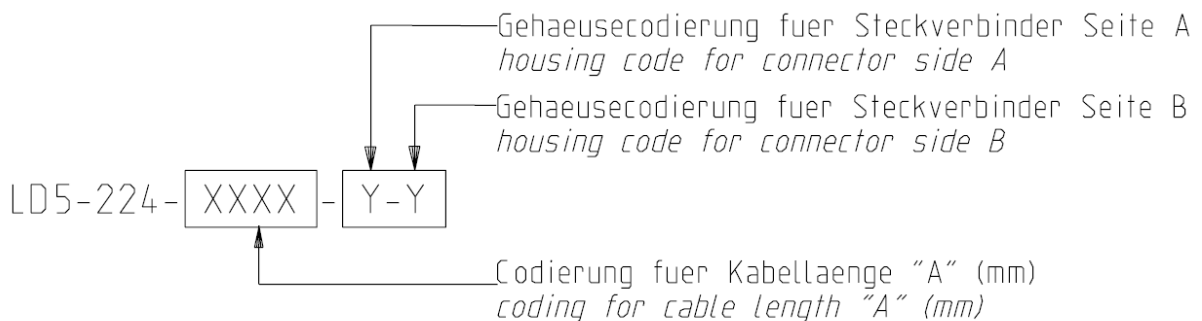 Gehaeusecodierung fuer Steckverbinder Seite A
housing code for connector side A
Gehaeusecodierung fuer Steckverbinder Seite B
housing code for connector side B
LD5-224-XXXX-Y-Y
Codierung fuer Kabellaenge "A" (mm)
coding for cable length "A" (mm)